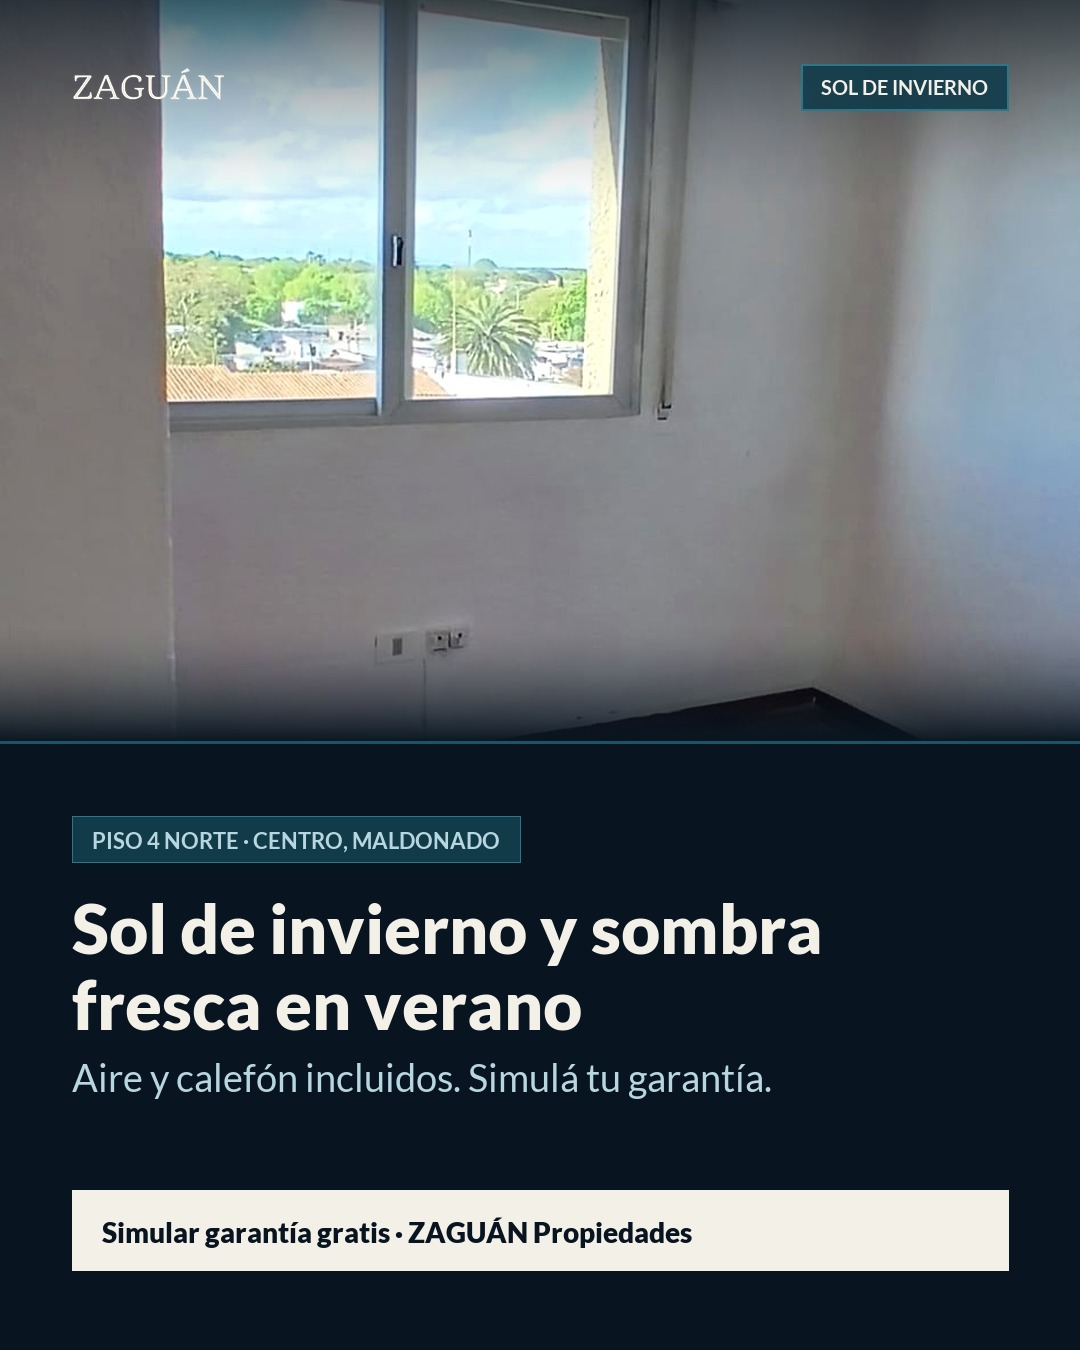 ZAGUÁN
SOL DE INVIERNO
PISO 4 NORTE · CENTRO, MALDONADO
Sol de invierno y sombra
fresca en verano
Aire y calefón incluidos. Simulá tu garantía.
Simular garantía gratis · ZAGUÁN Propiedades